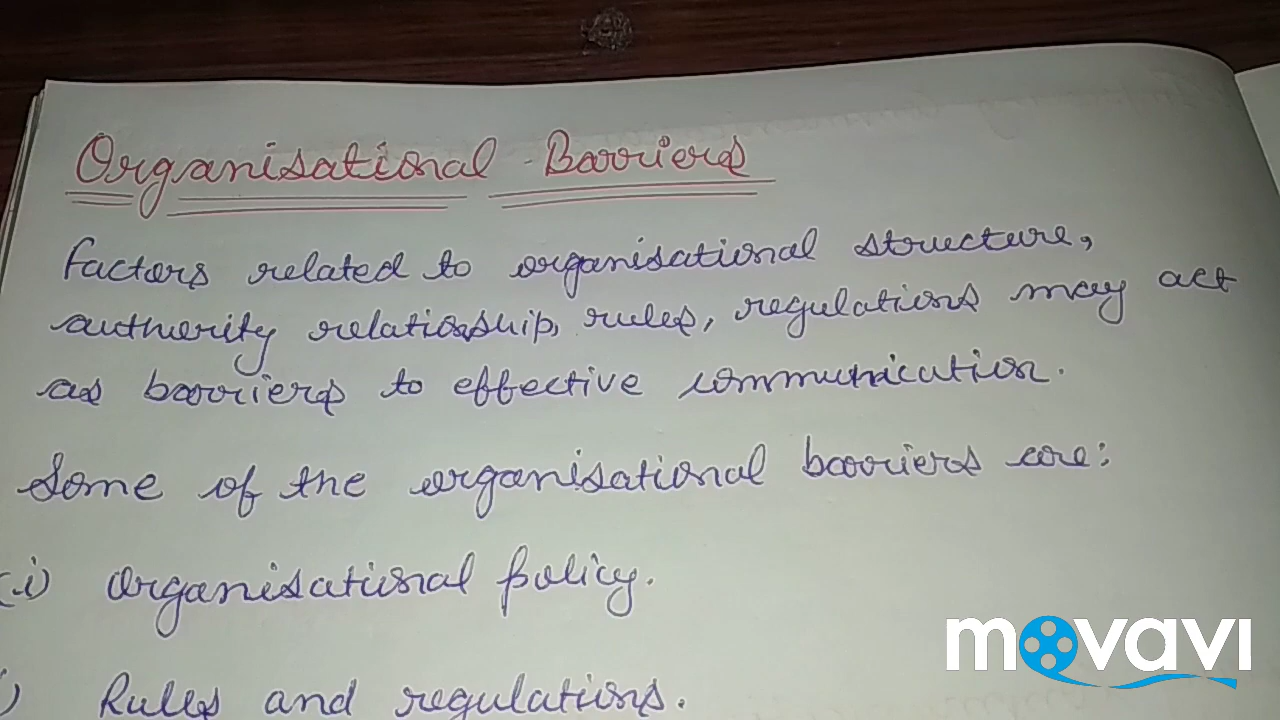 Organisational Barriers
Factors related to organisational structure,
authority relationship, rules, regulations may act
as barriers to effective communication.
Some of the organisational barriers are:
(i) Organisational policy.
) Rules and regulations.
movavi